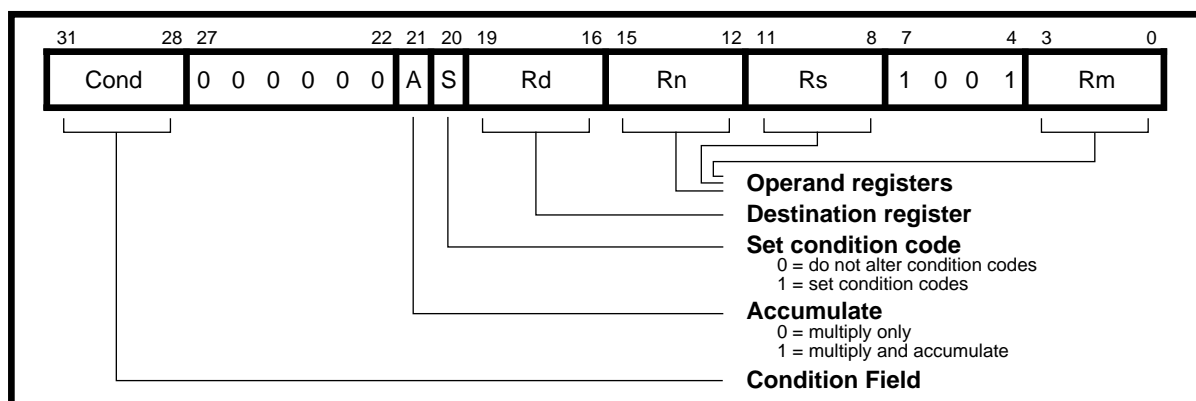 31 28 27 22 21 20 19 16 15 12 11 8 7 4 3 0
Cond 0 0 0 0 0 0 A S Rd Rn Rs 1 0 0 1 Rm
Operand registers
Destination register
Set condition code
0 = do not alter condition codes
1 = set condition codes
Accumulate
0 = multiply only
1 = multiply and accumulate
Condition Field